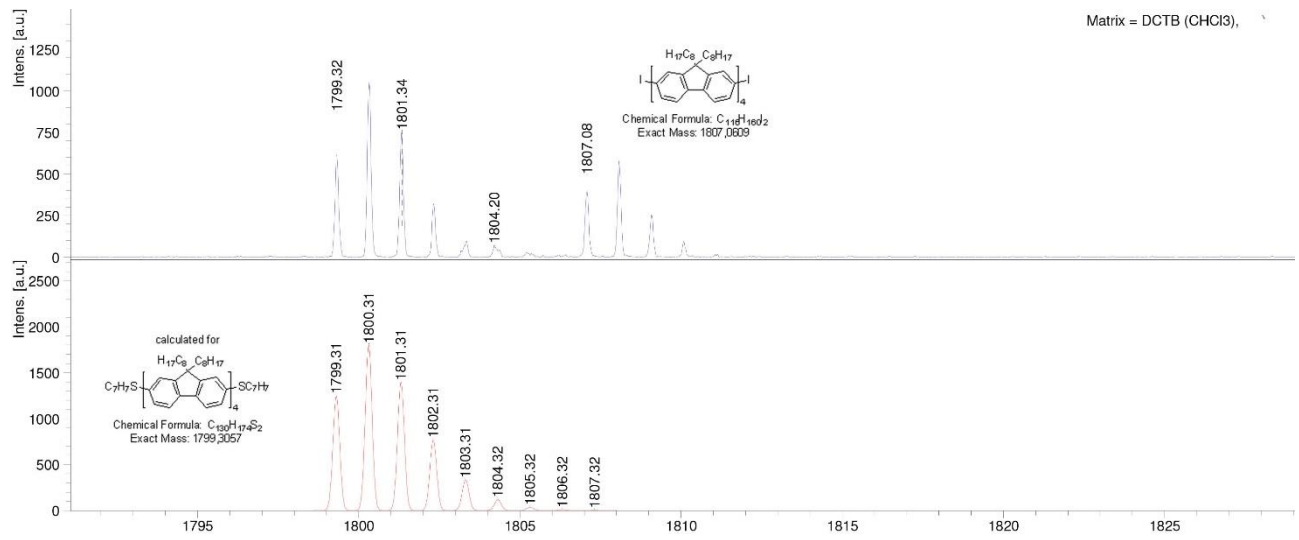 Matrix = DCTB (CHCl3),
Intens. [a.u.]
1250
1000
750
500
250
0
1799.32
1801.34
1804.20
1807.08
H17C8 C8H17
I I
4
Chemical Formula: C116H160I2
Exact Mass: 1807,0609
Intens. [a.u.]
2500
2000
1500
1000
500
0
calculated for
H17C8 C8H17
C7H7S SC7H7
4
Chemical Formula: C130H174S2
Exact Mass: 1799,3057
1799.31
1800.31
1801.31
1802.31
1803.31
1804.32
1805.32
1806.32
1807.32
1795 1800 1805 1810 1815 1820 1825